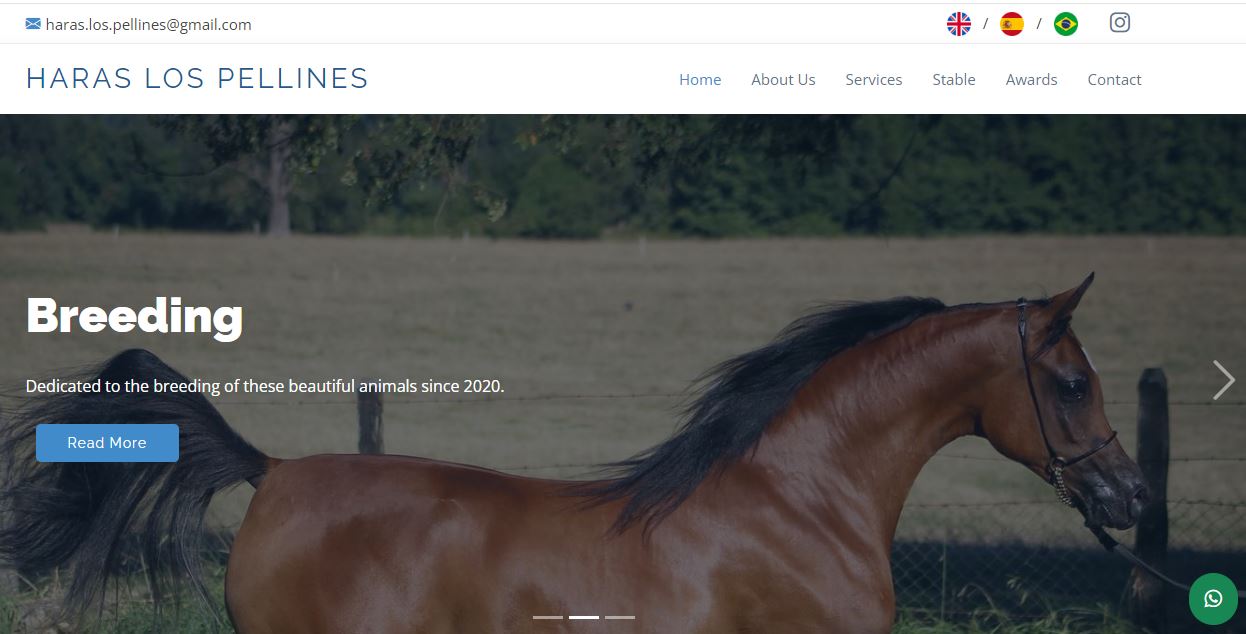 haras.los.pellines@gmail.com / /
HARAS LOS PELLINES
Home About Us Services Stable Awards Contact
Breeding
Dedicated to the breeding of these beautiful animals since 2020.
Read More